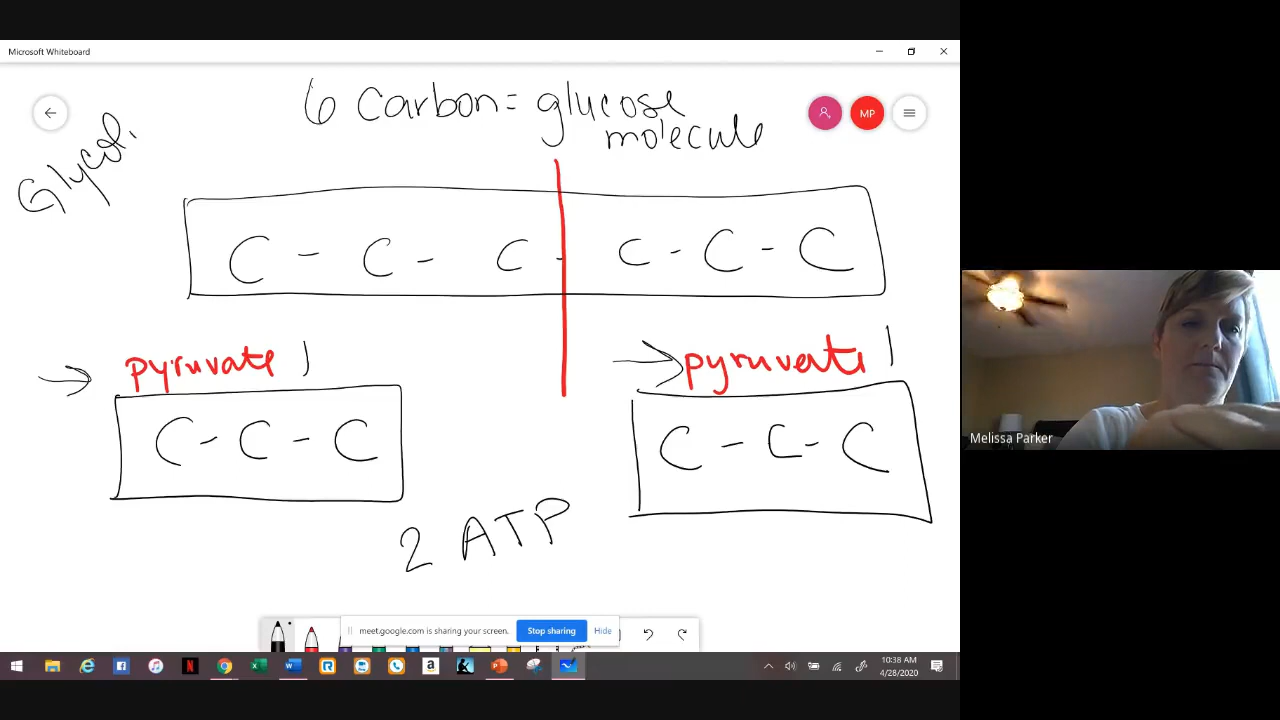 Microsoft Whiteboard
6 Carbon = glucose
molecule
MP
Glycol.
C - C - C - C - C - C
→ pyruvate 1
→ pyruvate 1
C - C - C
C - C - C
2 ATP
Melissa Parker
meet.google.com is sharing your screen.
Stop sharing
Hide
10:38 AM
4/28/2020